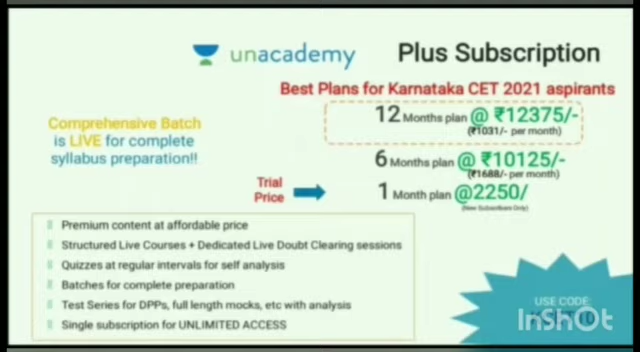 unacademy Plus Subscription
Best Plans for Karnataka CET 2021 aspirants
12 Months plan @ ₹12375/-
(₹1031/- per month)
Comprehensive Batch
is LIVE for complete
syllabus preparation!!
6 Months plan @ ₹10125/-
(₹1688/- per month)
Trial
Price
1 Month plan @2250/
(New Subscribers Only)
Premium content at affordable price
Structured Live Courses + Dedicated Live Doubt Clearing sessions
Quizzes at regular intervals for self analysis
Batches for complete preparation
Test Series for DPPs, full length mocks, etc with analysis
Single subscription for UNLIMITED ACCESS
USE CODE:
InShOt